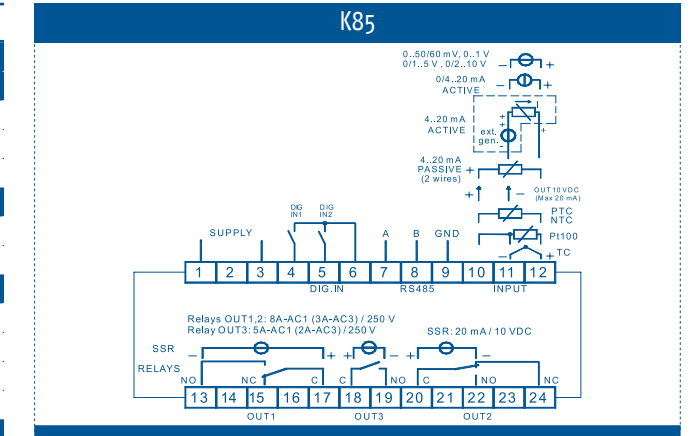 K85
0..50/60 mV, 0..1 V
0/1..5 V , 0/2..10 V
– +
0/4..20 mA
ACTIVE
– +
4..20 mA
ACTIVE
ext.
gen.
+
+
-
I
+
4..20 mA
PASSIVE
(2 wires)
+ –
+ –
OUT 10 VDC
(Max 20 mA)
PTC
NTC
Pt100
– + TC
SUPPLY
DIG
IN1
DIG
IN2
A B GND
1 2 3 4 5 6 7 8 9 10 11 12
DIG.IN RS485 INPUT
Relays OUT1,2: 8A-AC1 (3A-AC3) / 250 V
Relay OUT3: 5A-AC1 (2A-AC3) / 250 V
SSR: 20 mA / 10 VDC
SSR – + + – + –
RELAYS
NO NC C C NO C NO NC
13 14 15 16 17 18 19 20 21 22 23 24
OUT1 OUT3 OUT2